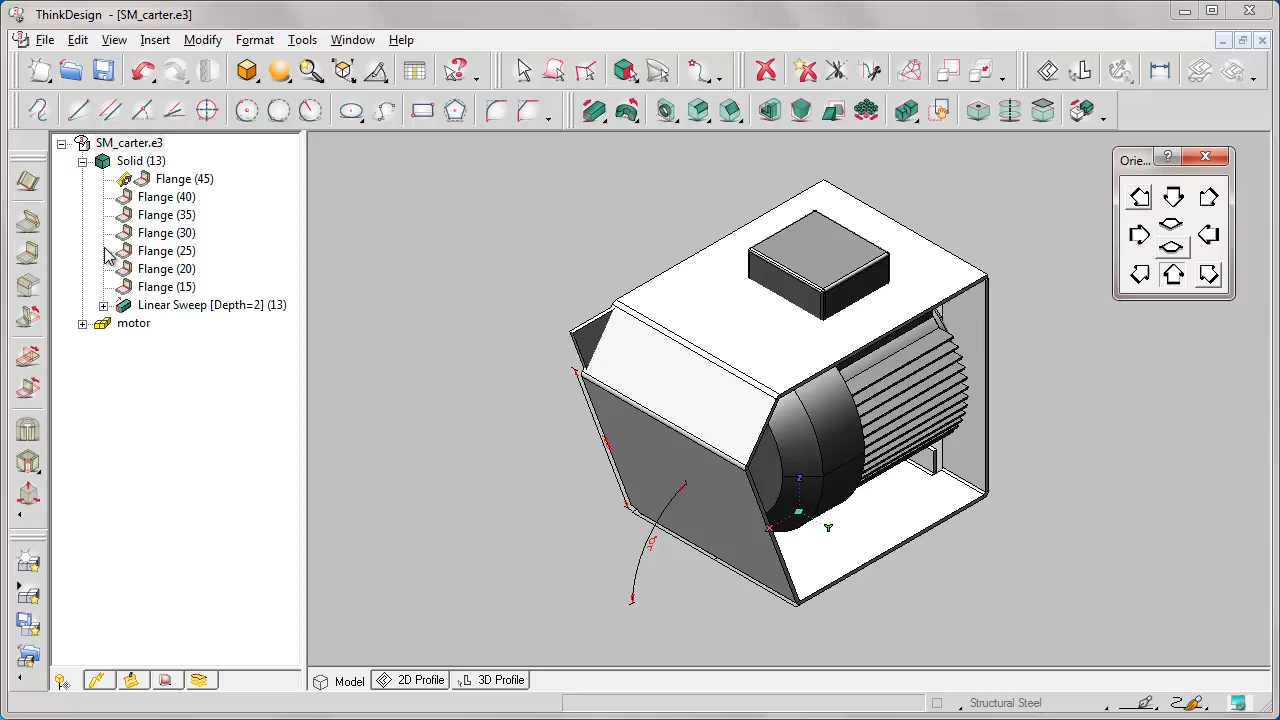 ThinkDesign - [SM_carter.e3]
File Edit View Insert Modify Format Tools Window Help
SM_carter.e3
Solid (13)
Flange (45)
Flange (40)
Flange (35)
Flange (30)
Flange (25)
Flange (20)
Flange (15)
Linear Sweep [Depth=2] (13)
motor
Orie...
Z
X
Y
Model 2D Profile 3D Profile
Structural Steel